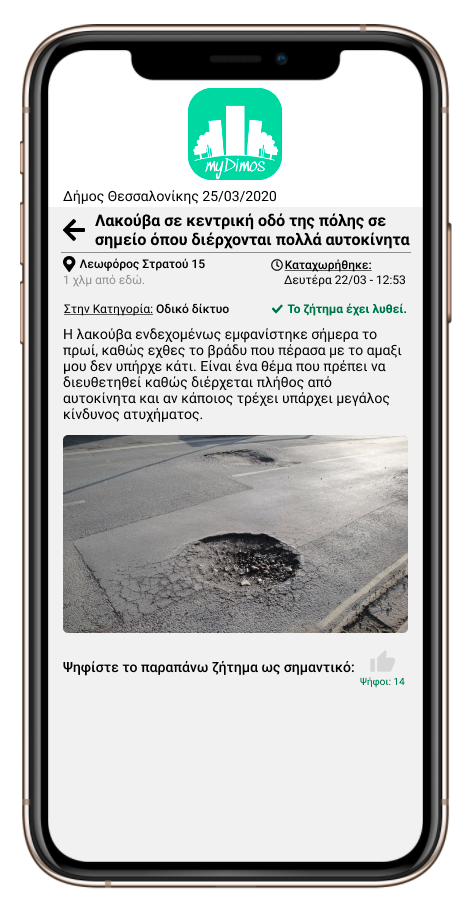 myDimos
Δήμος Θεσσαλονίκης 25/03/2020
Λακούβα σε κεντρική οδό της πόλης σε
σημείο όπου διέρχονται πολλά αυτοκίνητα
Λεωφόρος Στρατού 15
1 χλμ από εδώ.
Καταχωρήθηκε:
Δευτέρα 22/03 - 12:53
Στην Κατηγορία: Οδικό δίκτυο
Το ζήτημα έχει λυθεί.
Η λακούβα ενδεχομένως εμφανίστηκε σήμερα το
πρωί, καθώς εχθες το βράδυ που πέρασα με το αμαξι
μου δεν υπήρχε κάτι. Είναι ένα θέμα που πρέπει να
διευθετηθεί καθώς διέρχεται πλήθος από
αυτοκίνητα και αν κάποιος τρέχει υπάρχει μεγάλος
κίνδυνος ατυχήματος.
Ψηφίστε το παραπάνω ζήτημα ως σημαντικό:
Ψήφοι: 14